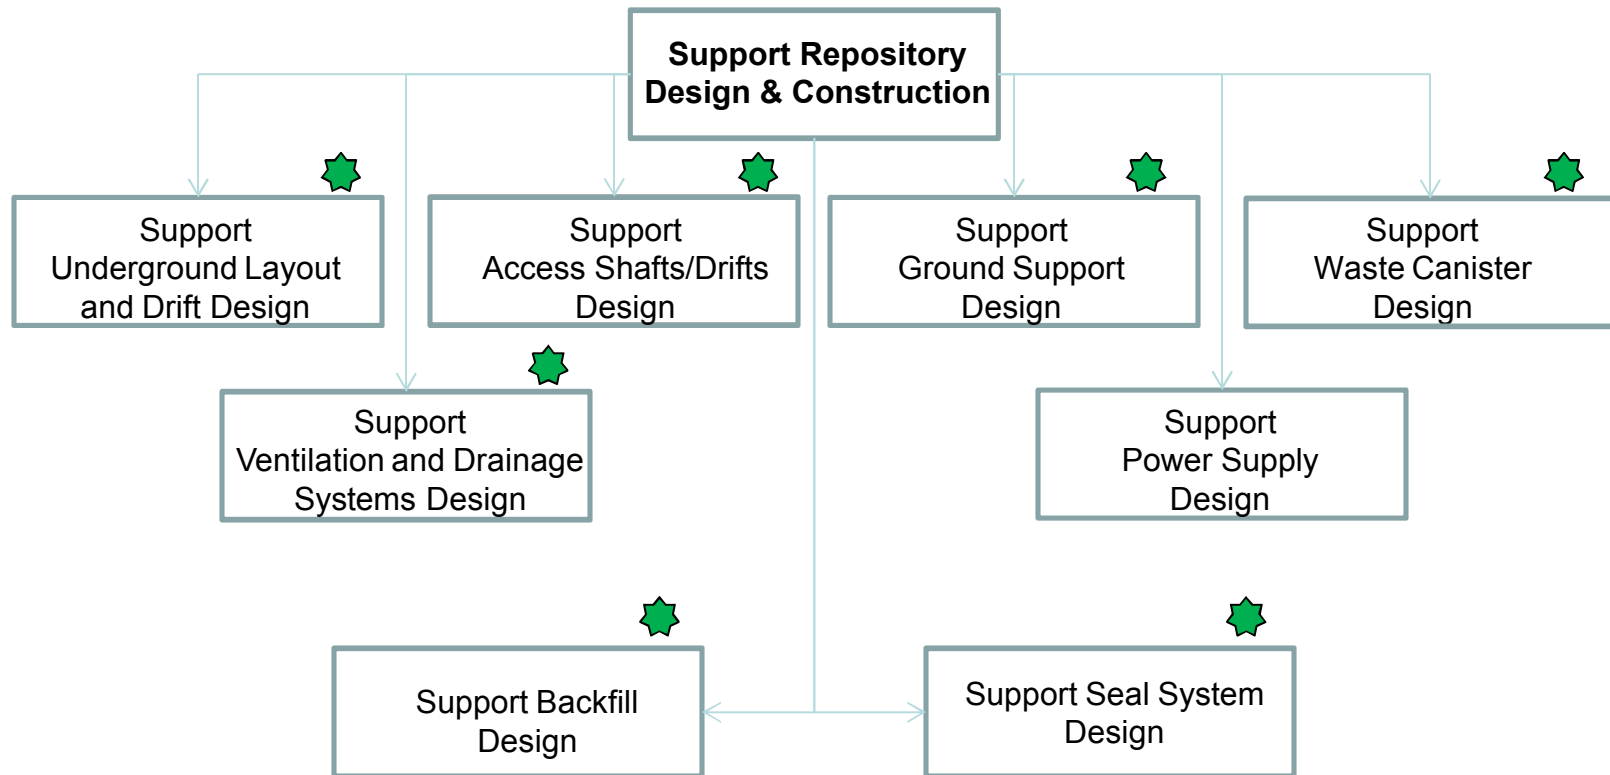 Support Repository
Design & Construction
Support
Underground Layout
and Drift Design
Support
Access Shafts/Drifts
Design
Support
Ground Support
Design
Support
Waste Canister
Design
Support
Ventilation and Drainage
Systems Design
Support
Power Supply
Design
Support Backfill
Design
Support Seal System
Design